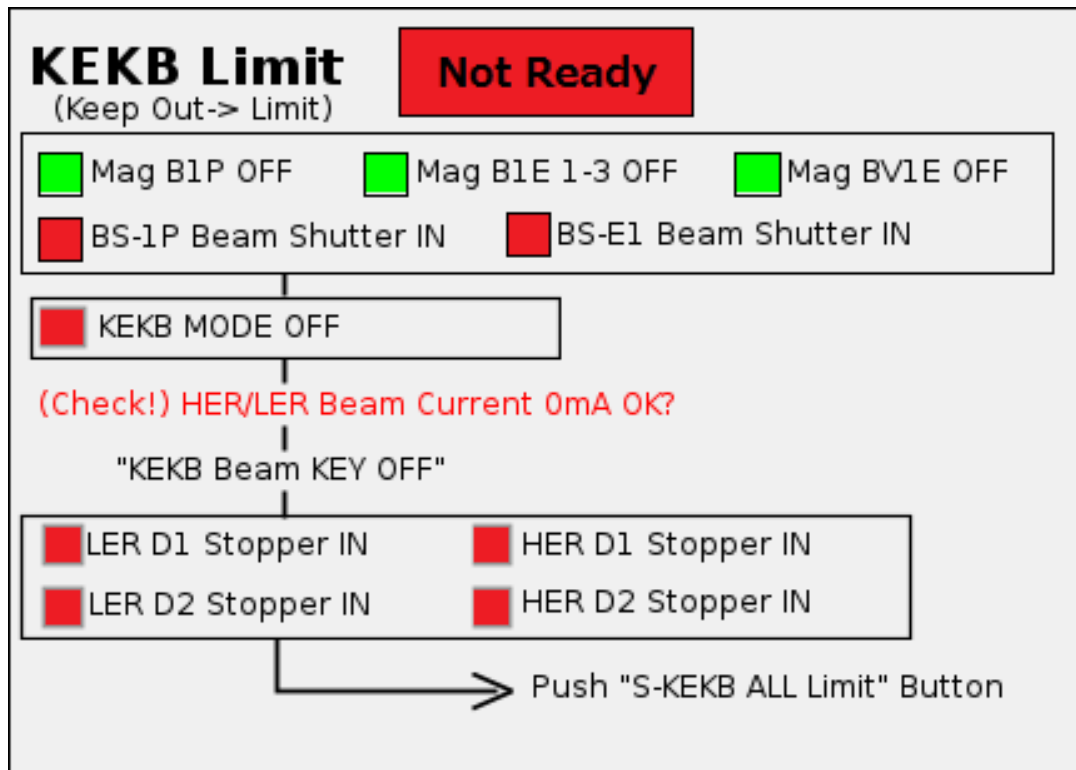 KEKB Limit
Not Ready
(Keep Out-> Limit)
Mag B1P OFF
Mag B1E 1-3 OFF
Mag BV1E OFF
BS-1P Beam Shutter IN
BS-E1 Beam Shutter IN
KEKB MODE OFF
(Check!) HER/LER Beam Current 0mA OK?
"KEKB Beam KEY OFF"
LER D1 Stopper IN
HER D1 Stopper IN
LER D2 Stopper IN
HER D2 Stopper IN
Push "S-KEKB ALL Limit" Button